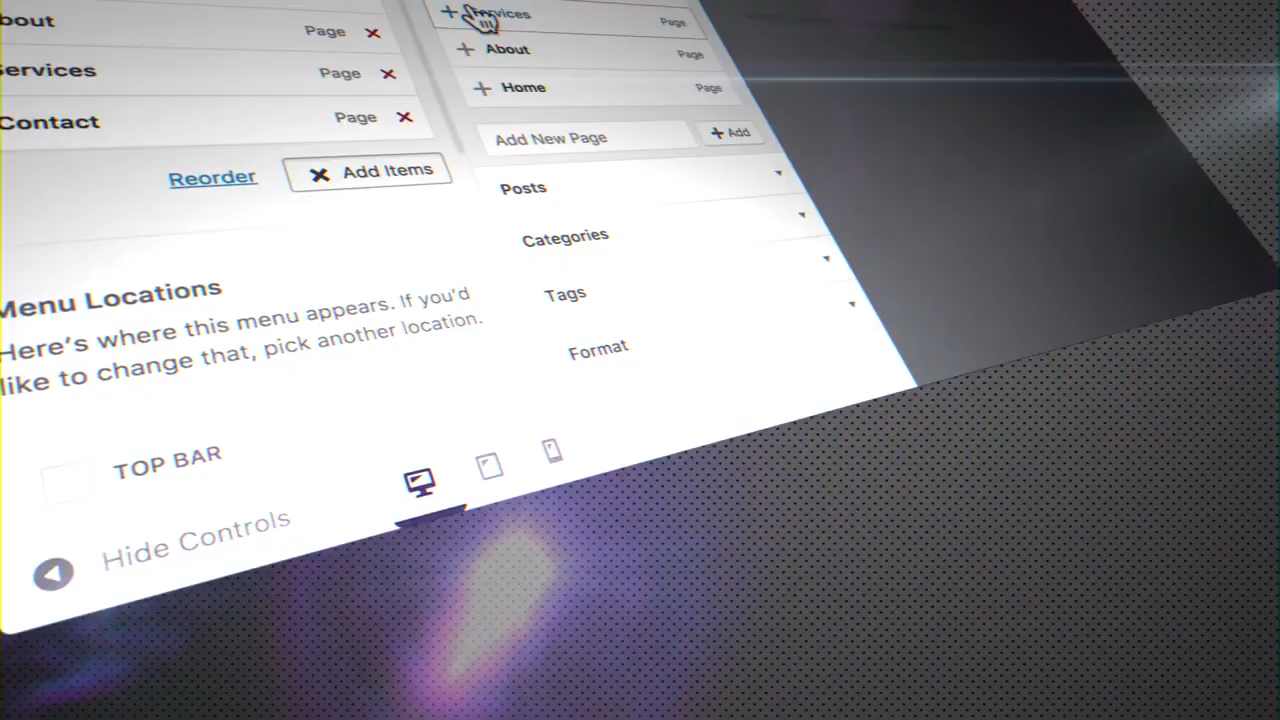 bout Page
ervices Page
Contact Page
Reorder Add Items
Menu Locations
Here's where this menu appears. If you'd
like to change that, pick another location.
TOP BAR
Hide Controls
Services Page
About Page
Home Page
Add New Page Add
Posts
Categories
Tags
Format